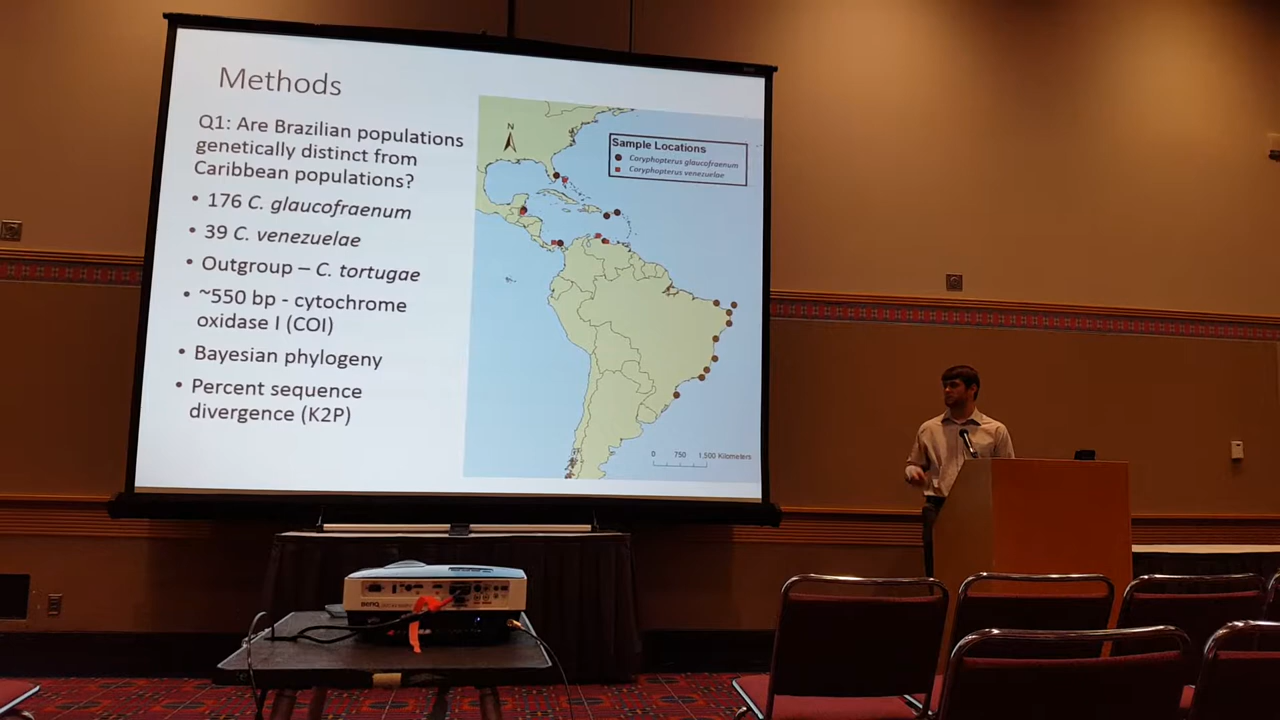 Methods
Q1: Are Brazilian populations
genetically distinct from
Caribbean populations?
• 176 C. glaucofraenum
• 39 C. venezuelae
• Outgroup – C. tortugae
• ~550 bp - cytochrome
oxidase I (COI)
• Bayesian phylogeny
• Percent sequence
divergence (K2P)
N
Sample Locations
Coryphopterus glaucofraenum
Coryphopterus venezuelae
0 750 1,500 Kilometers
BenQ